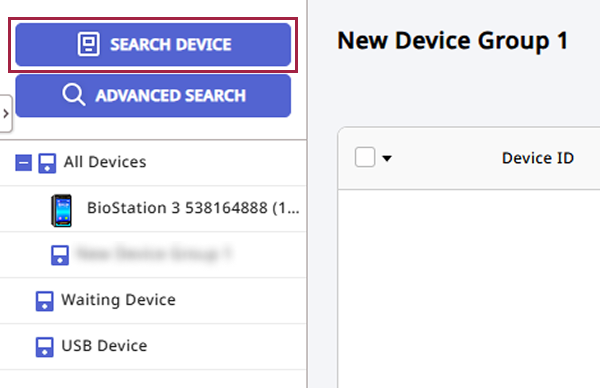 SEARCH DEVICE
ADVANCED SEARCH
All Devices
BioStation 3 538164888 (1...
Waiting Device
USB Device
New Device Group 1
Device ID